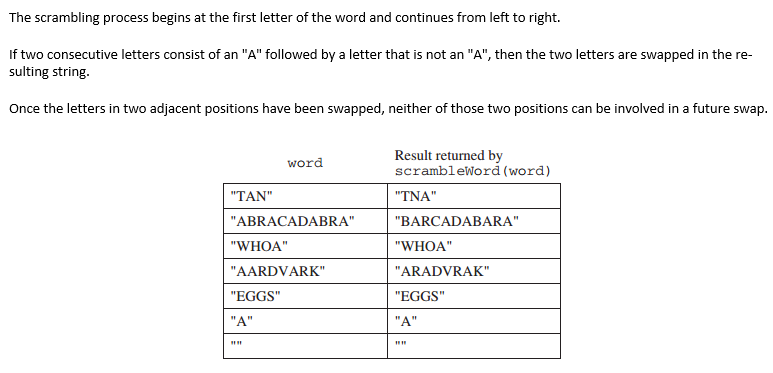 The scrambling process begins at the first letter of the word and continues from left to right.
If two consecutive letters consist of an "A" followed by a letter that is not an "A", then the two letters are swapped in the re-
sulting string.
Once the letters in two adjacent positions have been swapped, neither of those two positions can be involved in a future swap.
word
Result returned by
scrambleWord(word)
"TAN" "TNA"
"ABRACADABRA" "BARCADABARA"
"WHOA" "WHOA"
"AARDVARK" "ARADVRAK"
"EGGS" "EGGS"
"A" "A"
"" ""